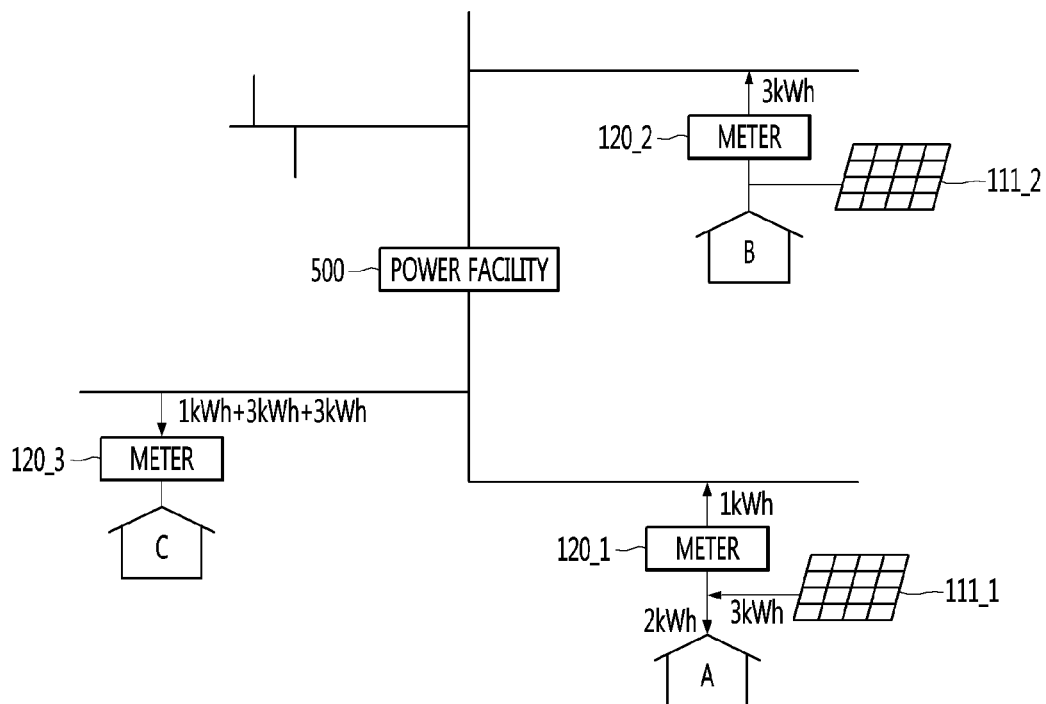 3kWh
120_2
METER
111_2
B
500
POWER FACILITY
1kWh+3kWh+3kWh
120_3
METER
C
1kWh
120_1
METER
111_1
3kWh
2kWh
A